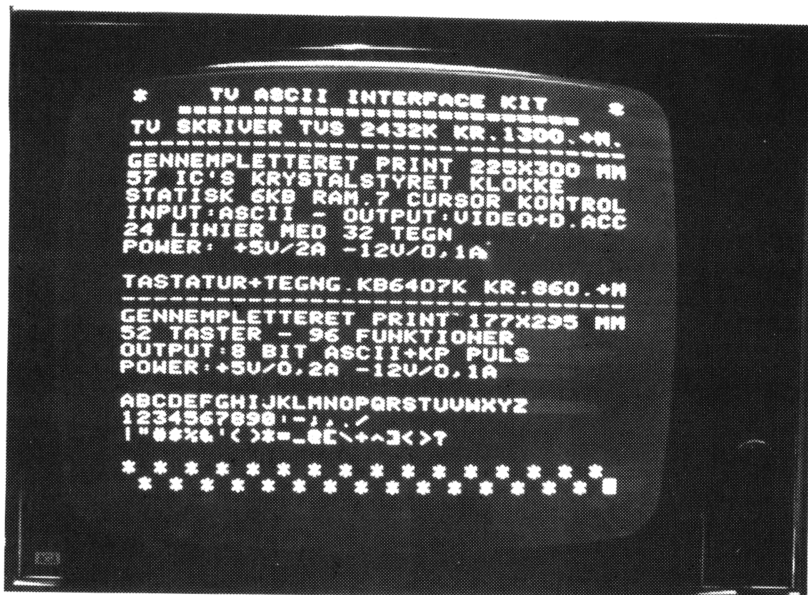 * TV ASCII INTERFACE KIT *
TV SKRIVER TVS 2432K KR.1300.+M.
GENNEMPLETTERET PRINT 225X300 MM
57 IC'S KRYSTALSTYRET KLOKKE
STATISK 6KB RAM.7 CURSOR KONTROL
INPUT:ASCII - OUTPUT:VIDEO+D.ACC
24 LINIER MED 32 TEGN
POWER: +5V/2A -12V/0,1A
TASTATUR+TEGNG.KB6407K KR.860.+M
GENNEMPLETTERET PRINT 177X295 MM
52 TASTER - 96 FUNKTIONER
OUTPUT:8 BIT ASCII+KP PULS
POWER:+5V/0,2A -12V/0,1A
ABCDEFGHIJKLMNOPQRSTUVWXYZ
1234567890:-;,./
!"#$%&'()*=_@[\+^]<>?
* * * * * * * * * * * * * * * *
* * * * * * * * * * * * * * * *